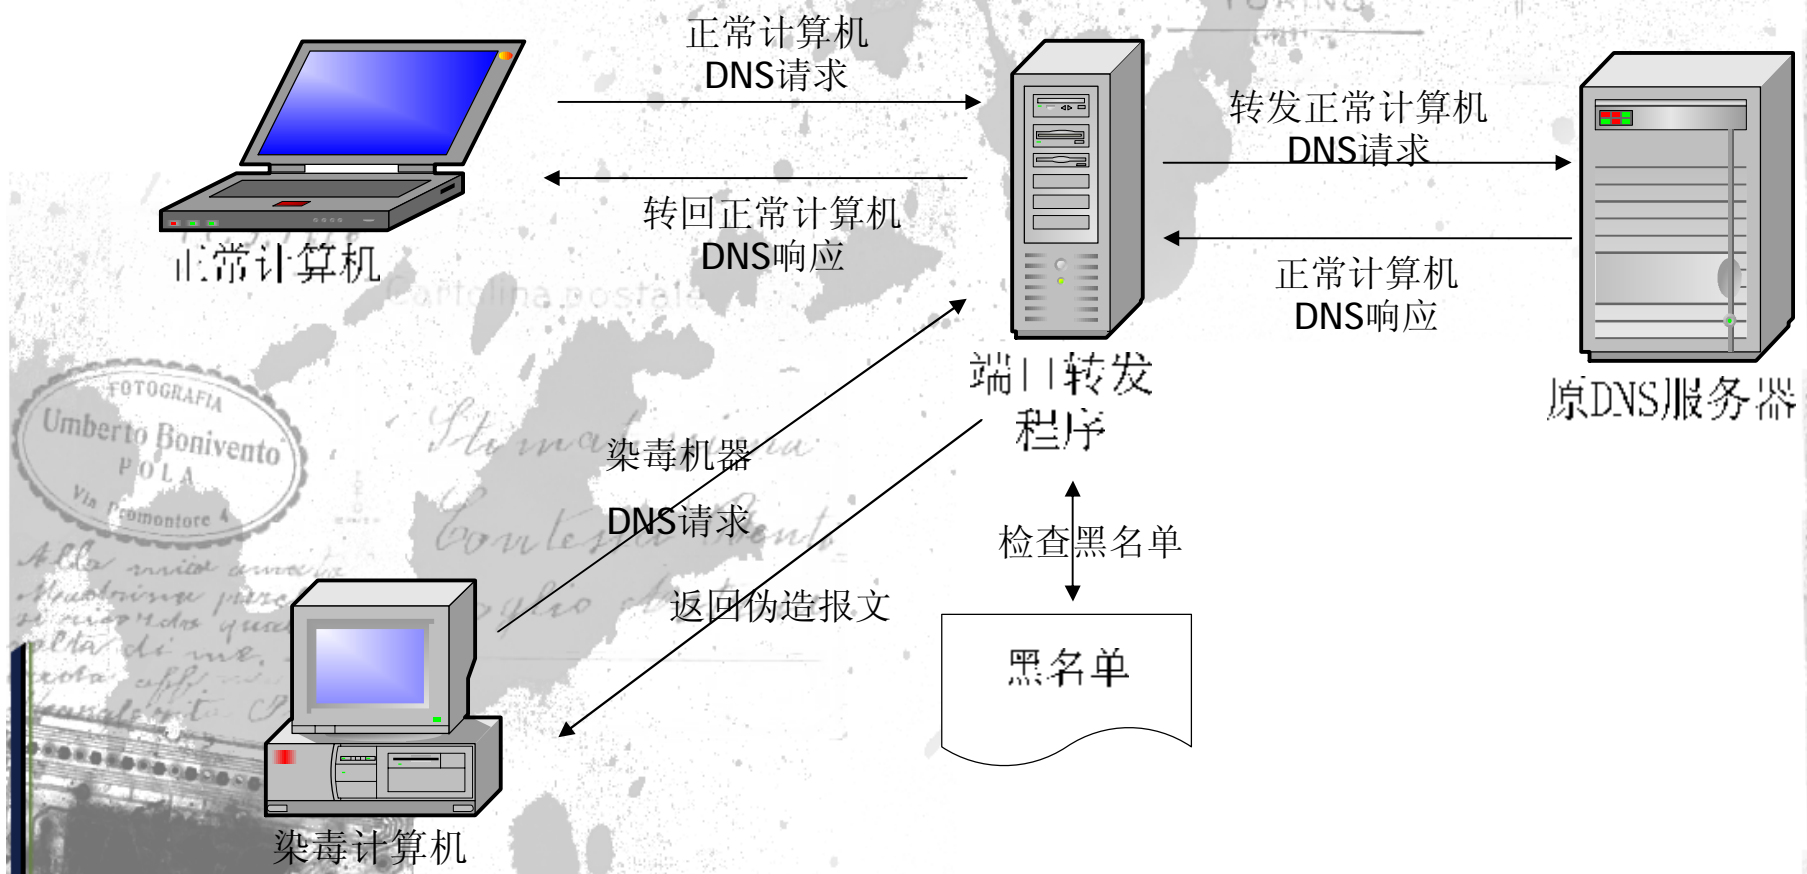 正常计算机
DNS请求
转发正常计算机
DNS请求
转回正常计算机
DNS响应
正常计算机
正常计算机
DNS响应
端口转发
程序
原DNS服务器
染毒机器
DNS请求
检查黑名单
返回伪造报文
黑名单
染毒计算机
Cartolina postale
FOTOGRAFIA
Umberto Bonivento
POLA
Via Promontore 4